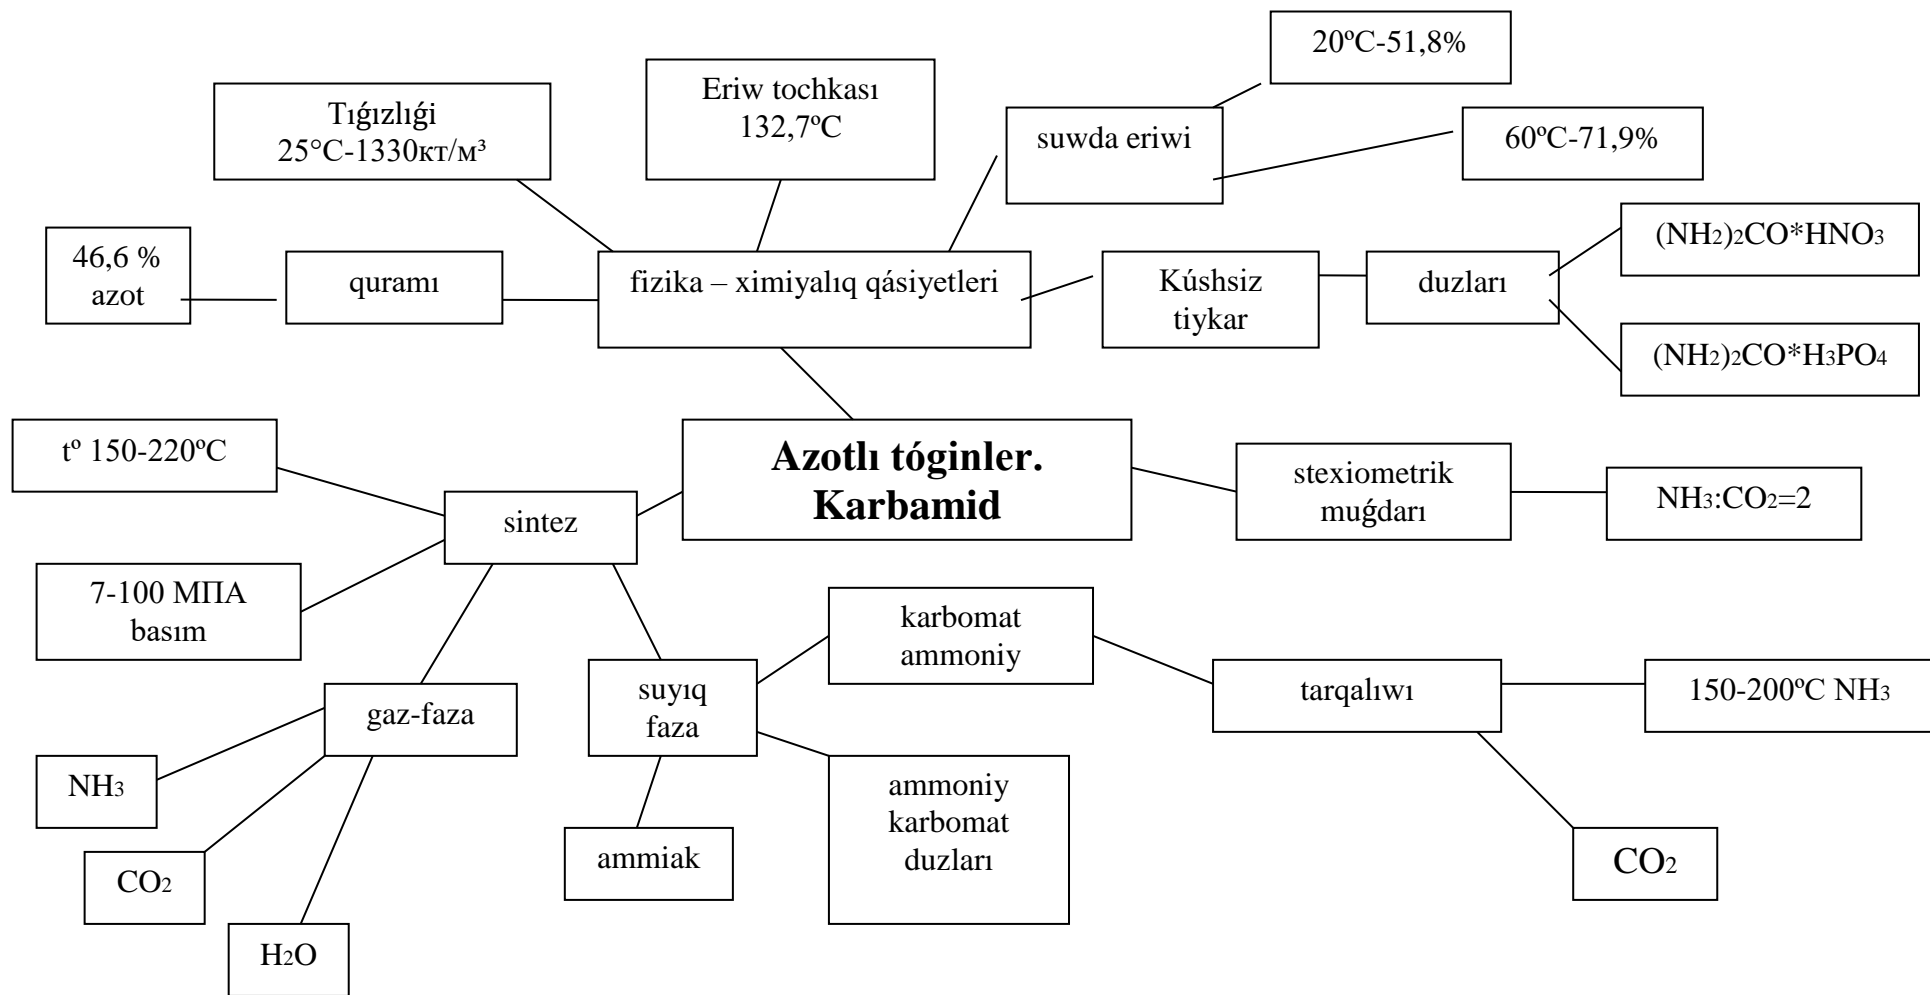 20ºC-51,8%
Eriw tochkası
132,7ºC
Tıǵızlıǵi
25°C-1330кт/м³
suwda eriwi
60ºC-71,9%
(NH2)2CO*HNO3
46,6 %
azot
quramı
fizika – ximiyalıq qásiyetleri
Kúshsiz
tiykar
duzları
(NH2)2CO*H3PO4
tº 150-220ºC
Azotlı tóginler.
Karbamid
stexiometrik
muǵdarı
NH3:CO2=2
sintez
7-100 МПА
basım
karbomat
ammoniy
suyıq
faza
tarqalıwı
150-200ºC NH3
gaz-faza
NH3
ammoniy
karbomat
duzları
ammiak
CO2
CO2
H2O